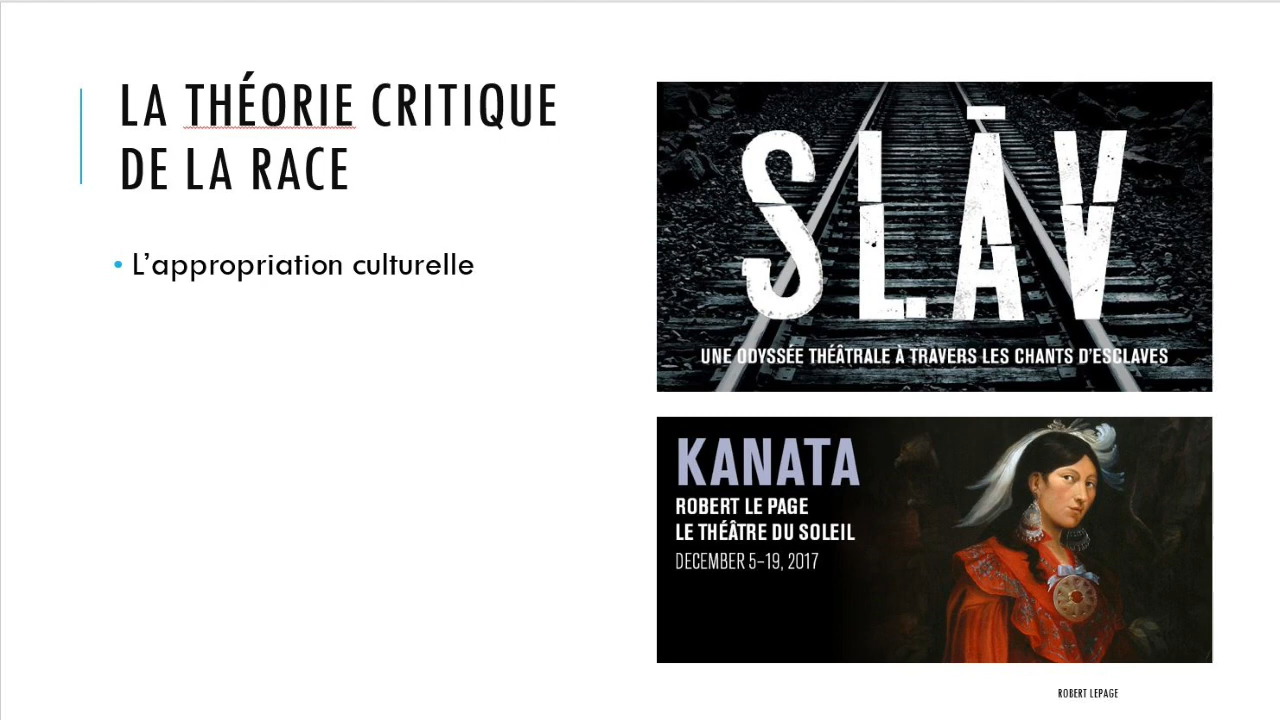 LA THÉORIE CRITIQUE
DE LA RACE
• L'appropriation culturelle
SLĀV
UNE ODYSSÉE THÉÂTRALE À TRAVERS LES CHANTS D'ESCLAVES
KANATA
ROBERT LE PAGE
LE THÉÂTRE DU SOLEIL
DECEMBER 5–19, 2017
ROBERT LEPAGE